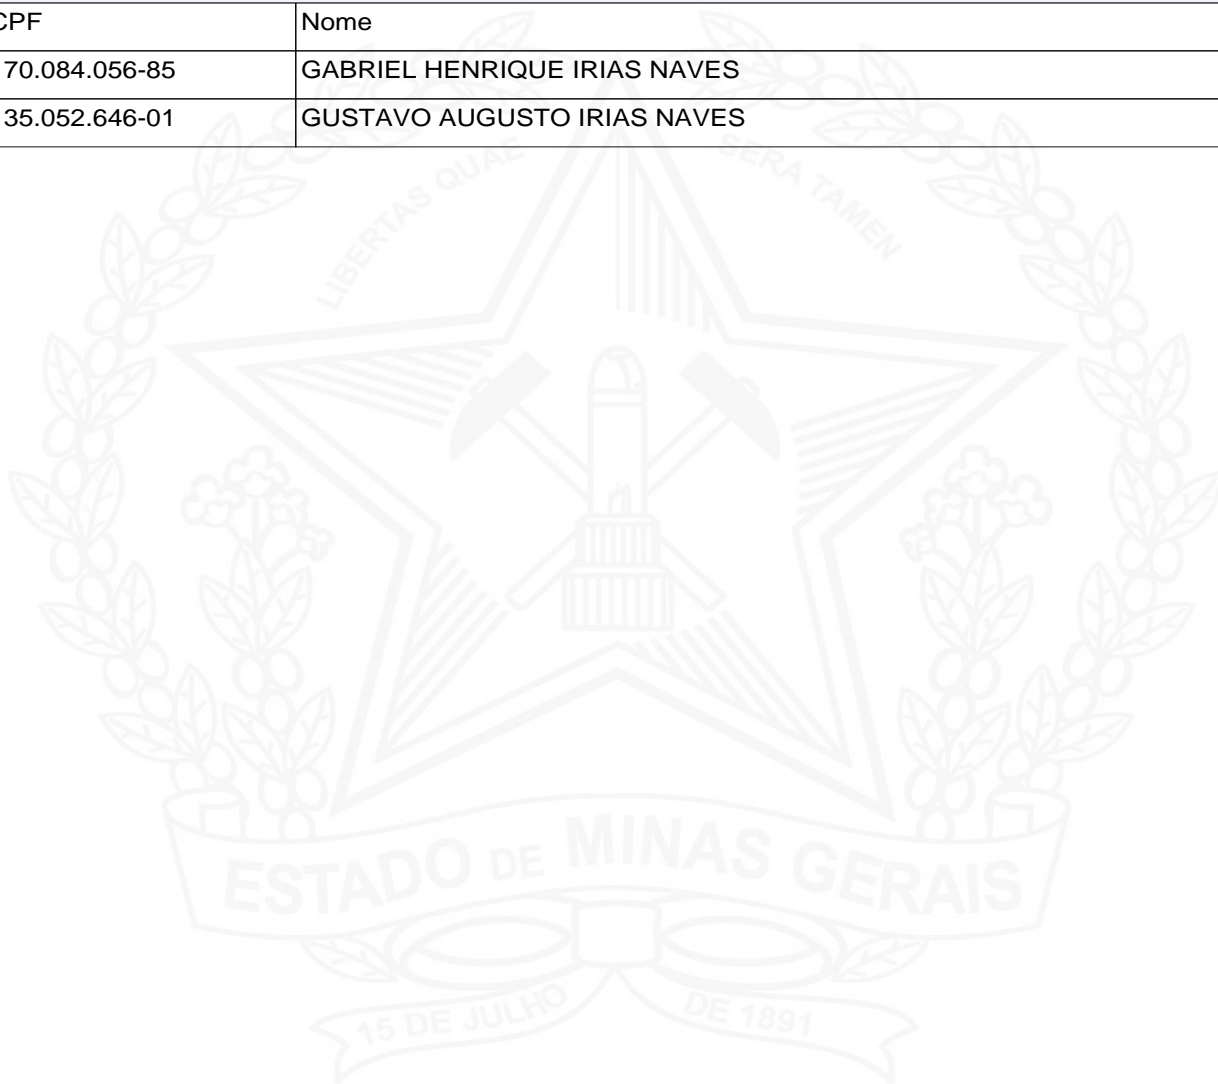 CPF Nome
70.084.056-85 GABRIEL HENRIQUE IRIAS NAVES
35.052.646-01 GUSTAVO AUGUSTO IRIAS NAVES
LIBERTAS QUAE SERA TAMEN
ESTADO DE MINAS GERAIS
15 DE JULHO DE 1891